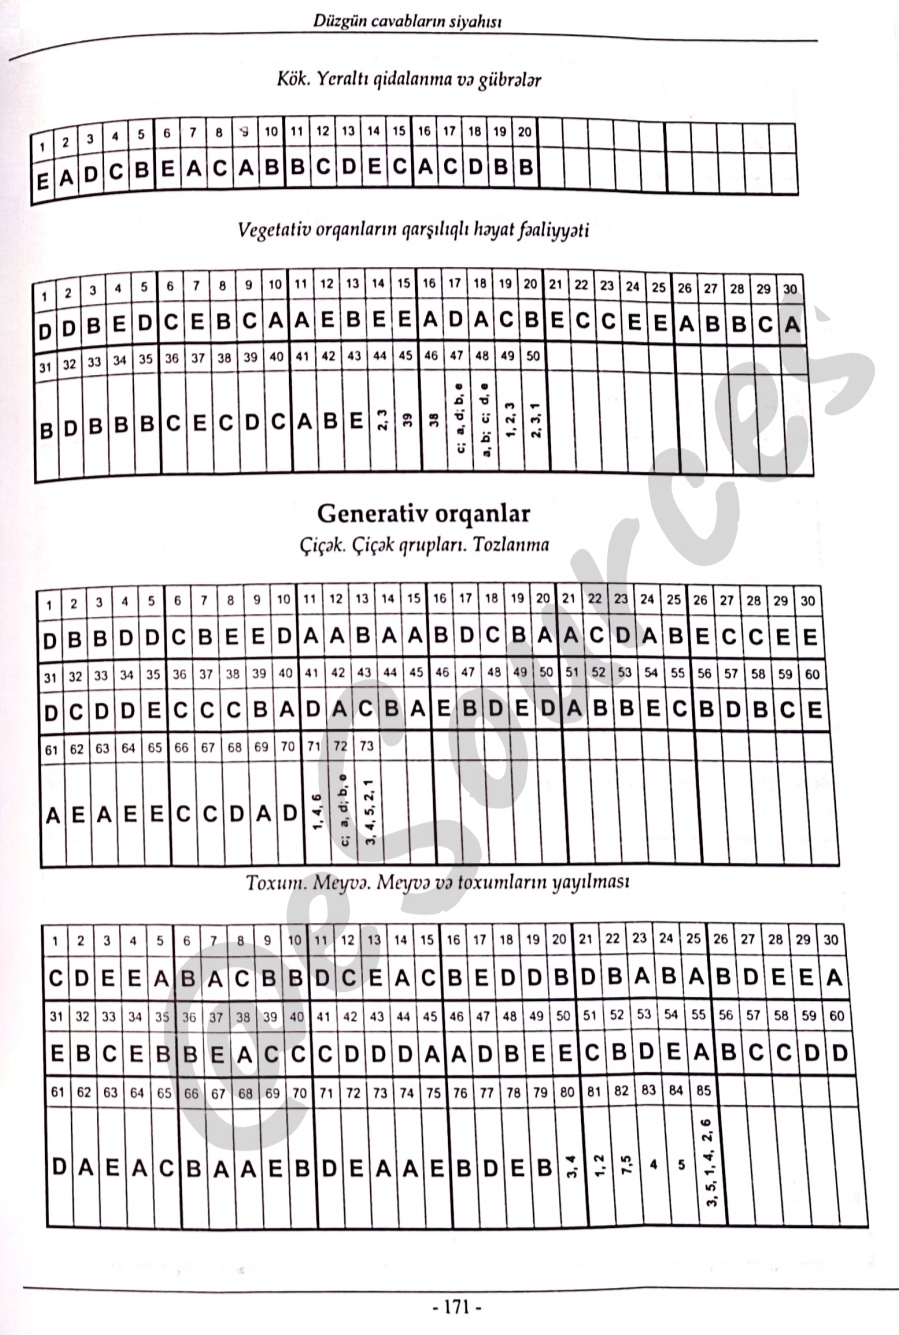 Düzgün cavabların siyahısı
Kök. Yeraltı qidalanma və gübrələr
1 2 3 4 5 6 7 8 9 10 11 12 13 14 15 16 17 18 19 20
E A D C B E A C A B B C D E C A C D B B
Vegetativ orqanların qarşılıqlı həyat fəaliyyəti
1 2 3 4 5 6 7 8 9 10 11 12 13 14 15 16 17 18 19 20 21 22 23 24 25 26 27 28 29 30
D D B E D C E B C A A E B E E A D A C B E C C E E A B B C A
31 32 33 34 35 36 37 38 39 40 41 42 43 44 45 46 47 48 49 50
B D B B B C E C D C A B E 2, 3 39 38 c; a, d; b, e a, b; c; d, e 1, 2, 3 2, 3, 1
Generativ orqanlar
Çiçək. Çiçək qrupları. Tozlanma
1 2 3 4 5 6 7 8 9 10 11 12 13 14 15 16 17 18 19 20 21 22 23 24 25 26 27 28 29 30
D B B D D C B E E D A A B A A B D C B A A C D A B E C C E E
31 32 33 34 35 36 37 38 39 40 41 42 43 44 45 46 47 48 49 50 51 52 53 54 55 56 57 58 59 60
D C D D E C C C B A D A C B A E B D E D A B B E C B D B C E
61 62 63 64 65 66 67 68 69 70 71 72 73
A E A E E C C D A D 1, 4, 6 c; a, d; b, e 3, 4, 5, 2, 1
Toxum. Meyvə. Meyvə və toxumların yayılması
1 2 3 4 5 6 7 8 9 10 11 12 13 14 15 16 17 18 19 20 21 22 23 24 25 26 27 28 29 30
C D E E A B A C B B D C E A C B E D D B D B A B A B D E E A
31 32 33 34 35 36 37 38 39 40 41 42 43 44 45 46 47 48 49 50 51 52 53 54 55 56 57 58 59 60
E B C E B B E A C C C D D D A A D B E E C B D E A B C C D D
61 62 63 64 65 66 67 68 69 70 71 72 73 74 75 76 77 78 79 80 81 82 83 84 85
D A E A C B A A E B D E A A E B D E B 3, 4 1, 2 7,5 4 5 3, 5, 1, 4, 2, 6
@eSources
- 171 -